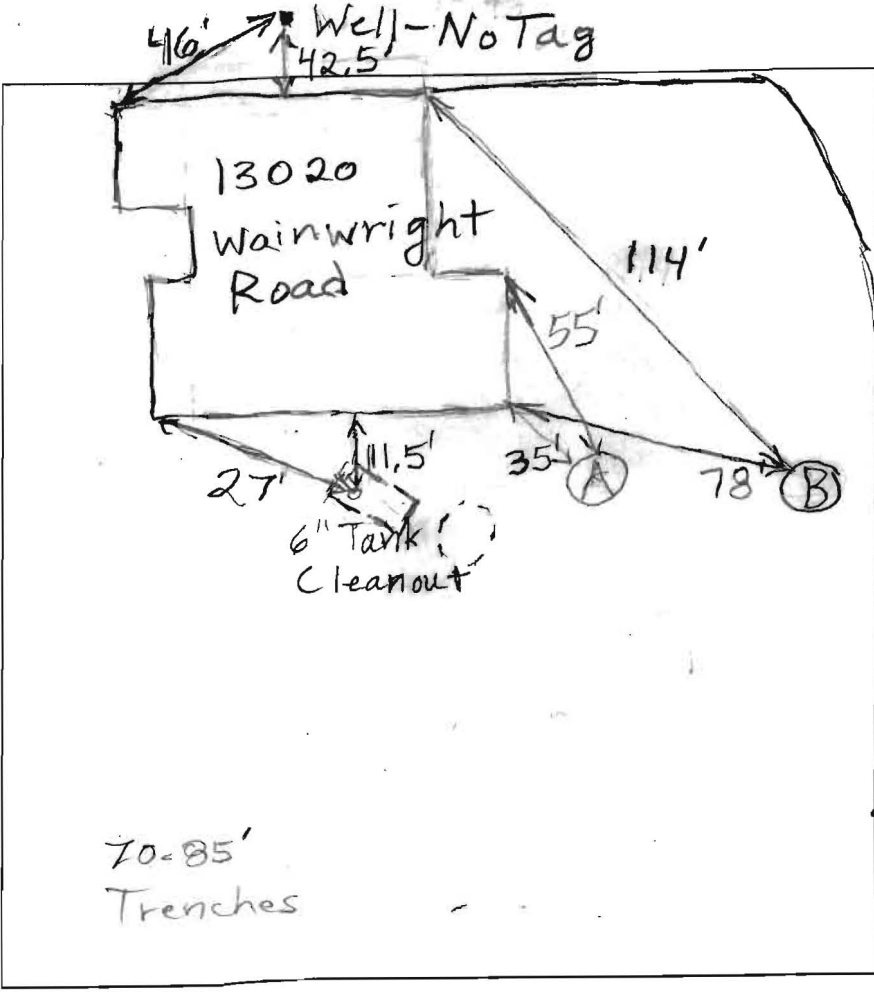 46'
Well-No Tag
42.5'
13020
Wainwright
Road
114'
55'
11.5'
35'
A
78
B
27'
6" Tank
Cleanout
70-85'
Trenches